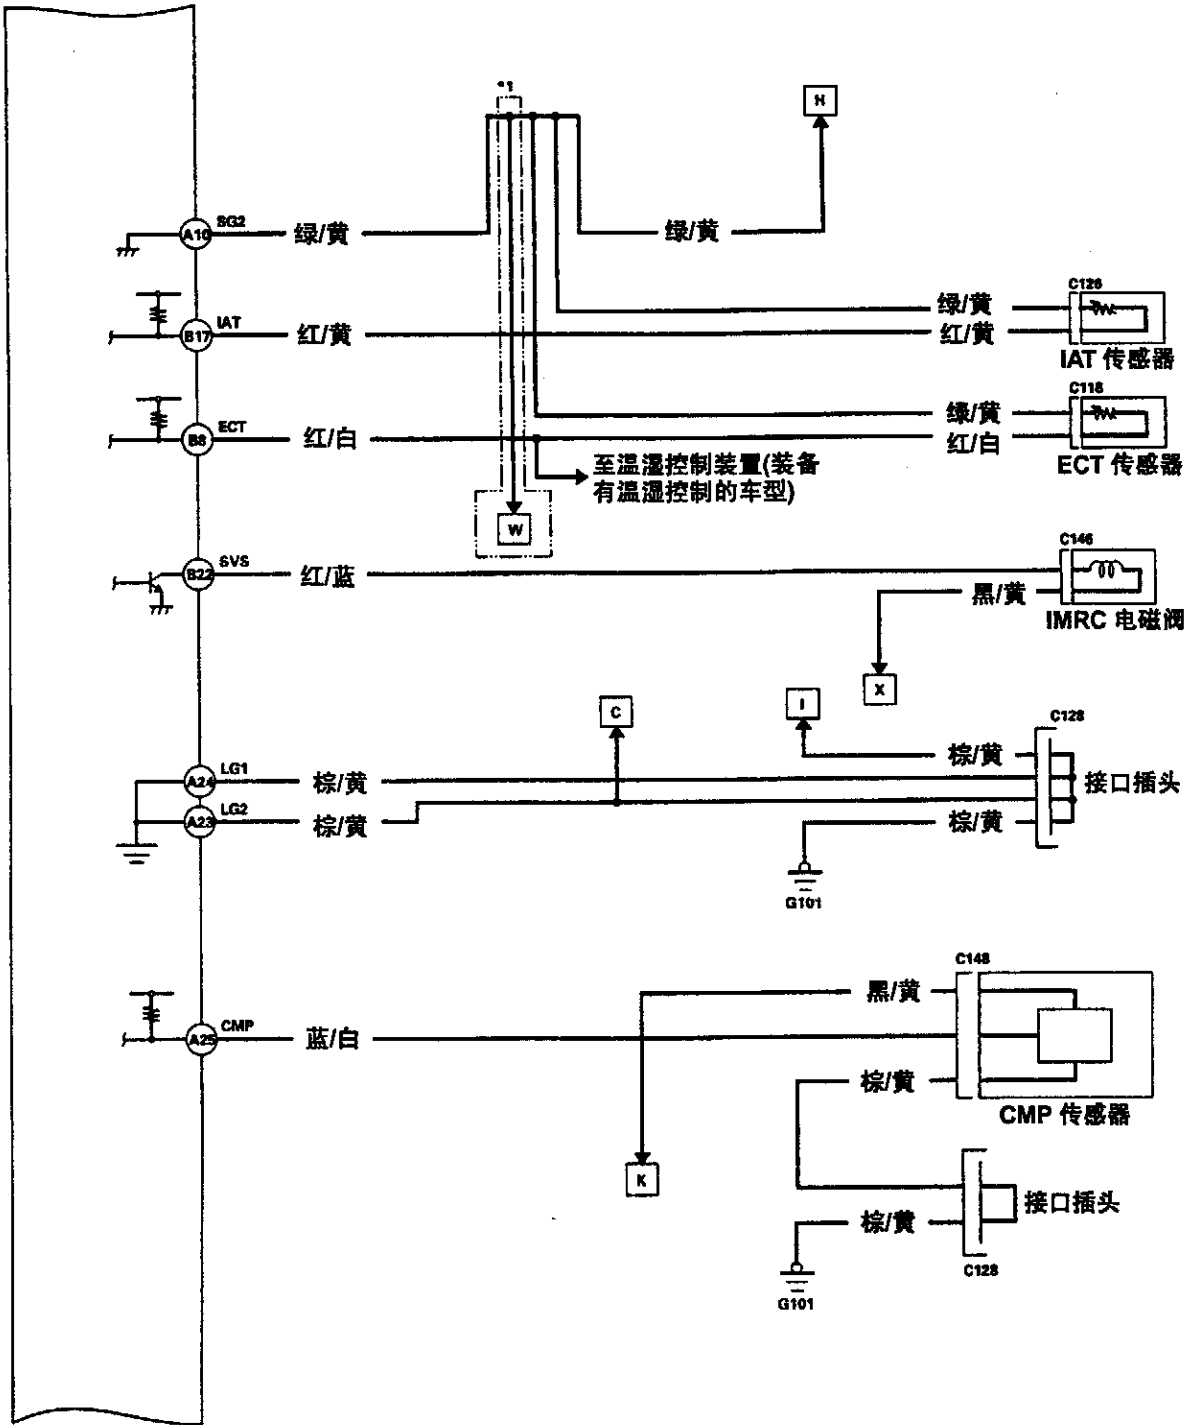 *1
H
SG2
A10
绿/黄
绿/黄
C126
绿/黄
IAT
B17
红/黄
红/黄
IAT 传感器
C118
绿/黄
ECT
B8
红/白
红/白
ECT 传感器
至温湿控制装置(装备
有温湿控制的车型)
W
C146
SVS
B22
红/蓝
黑/黄
IMRC 电磁阀
X
C
I
C128
棕/黄
LG1
A24
棕/黄
接口插头
LG2
A23
棕/黄
棕/黄
G101
C148
黑/黄
CMP
A25
蓝/白
棕/黄
CMP 传感器
K
接口插头
棕/黄
C128
G101